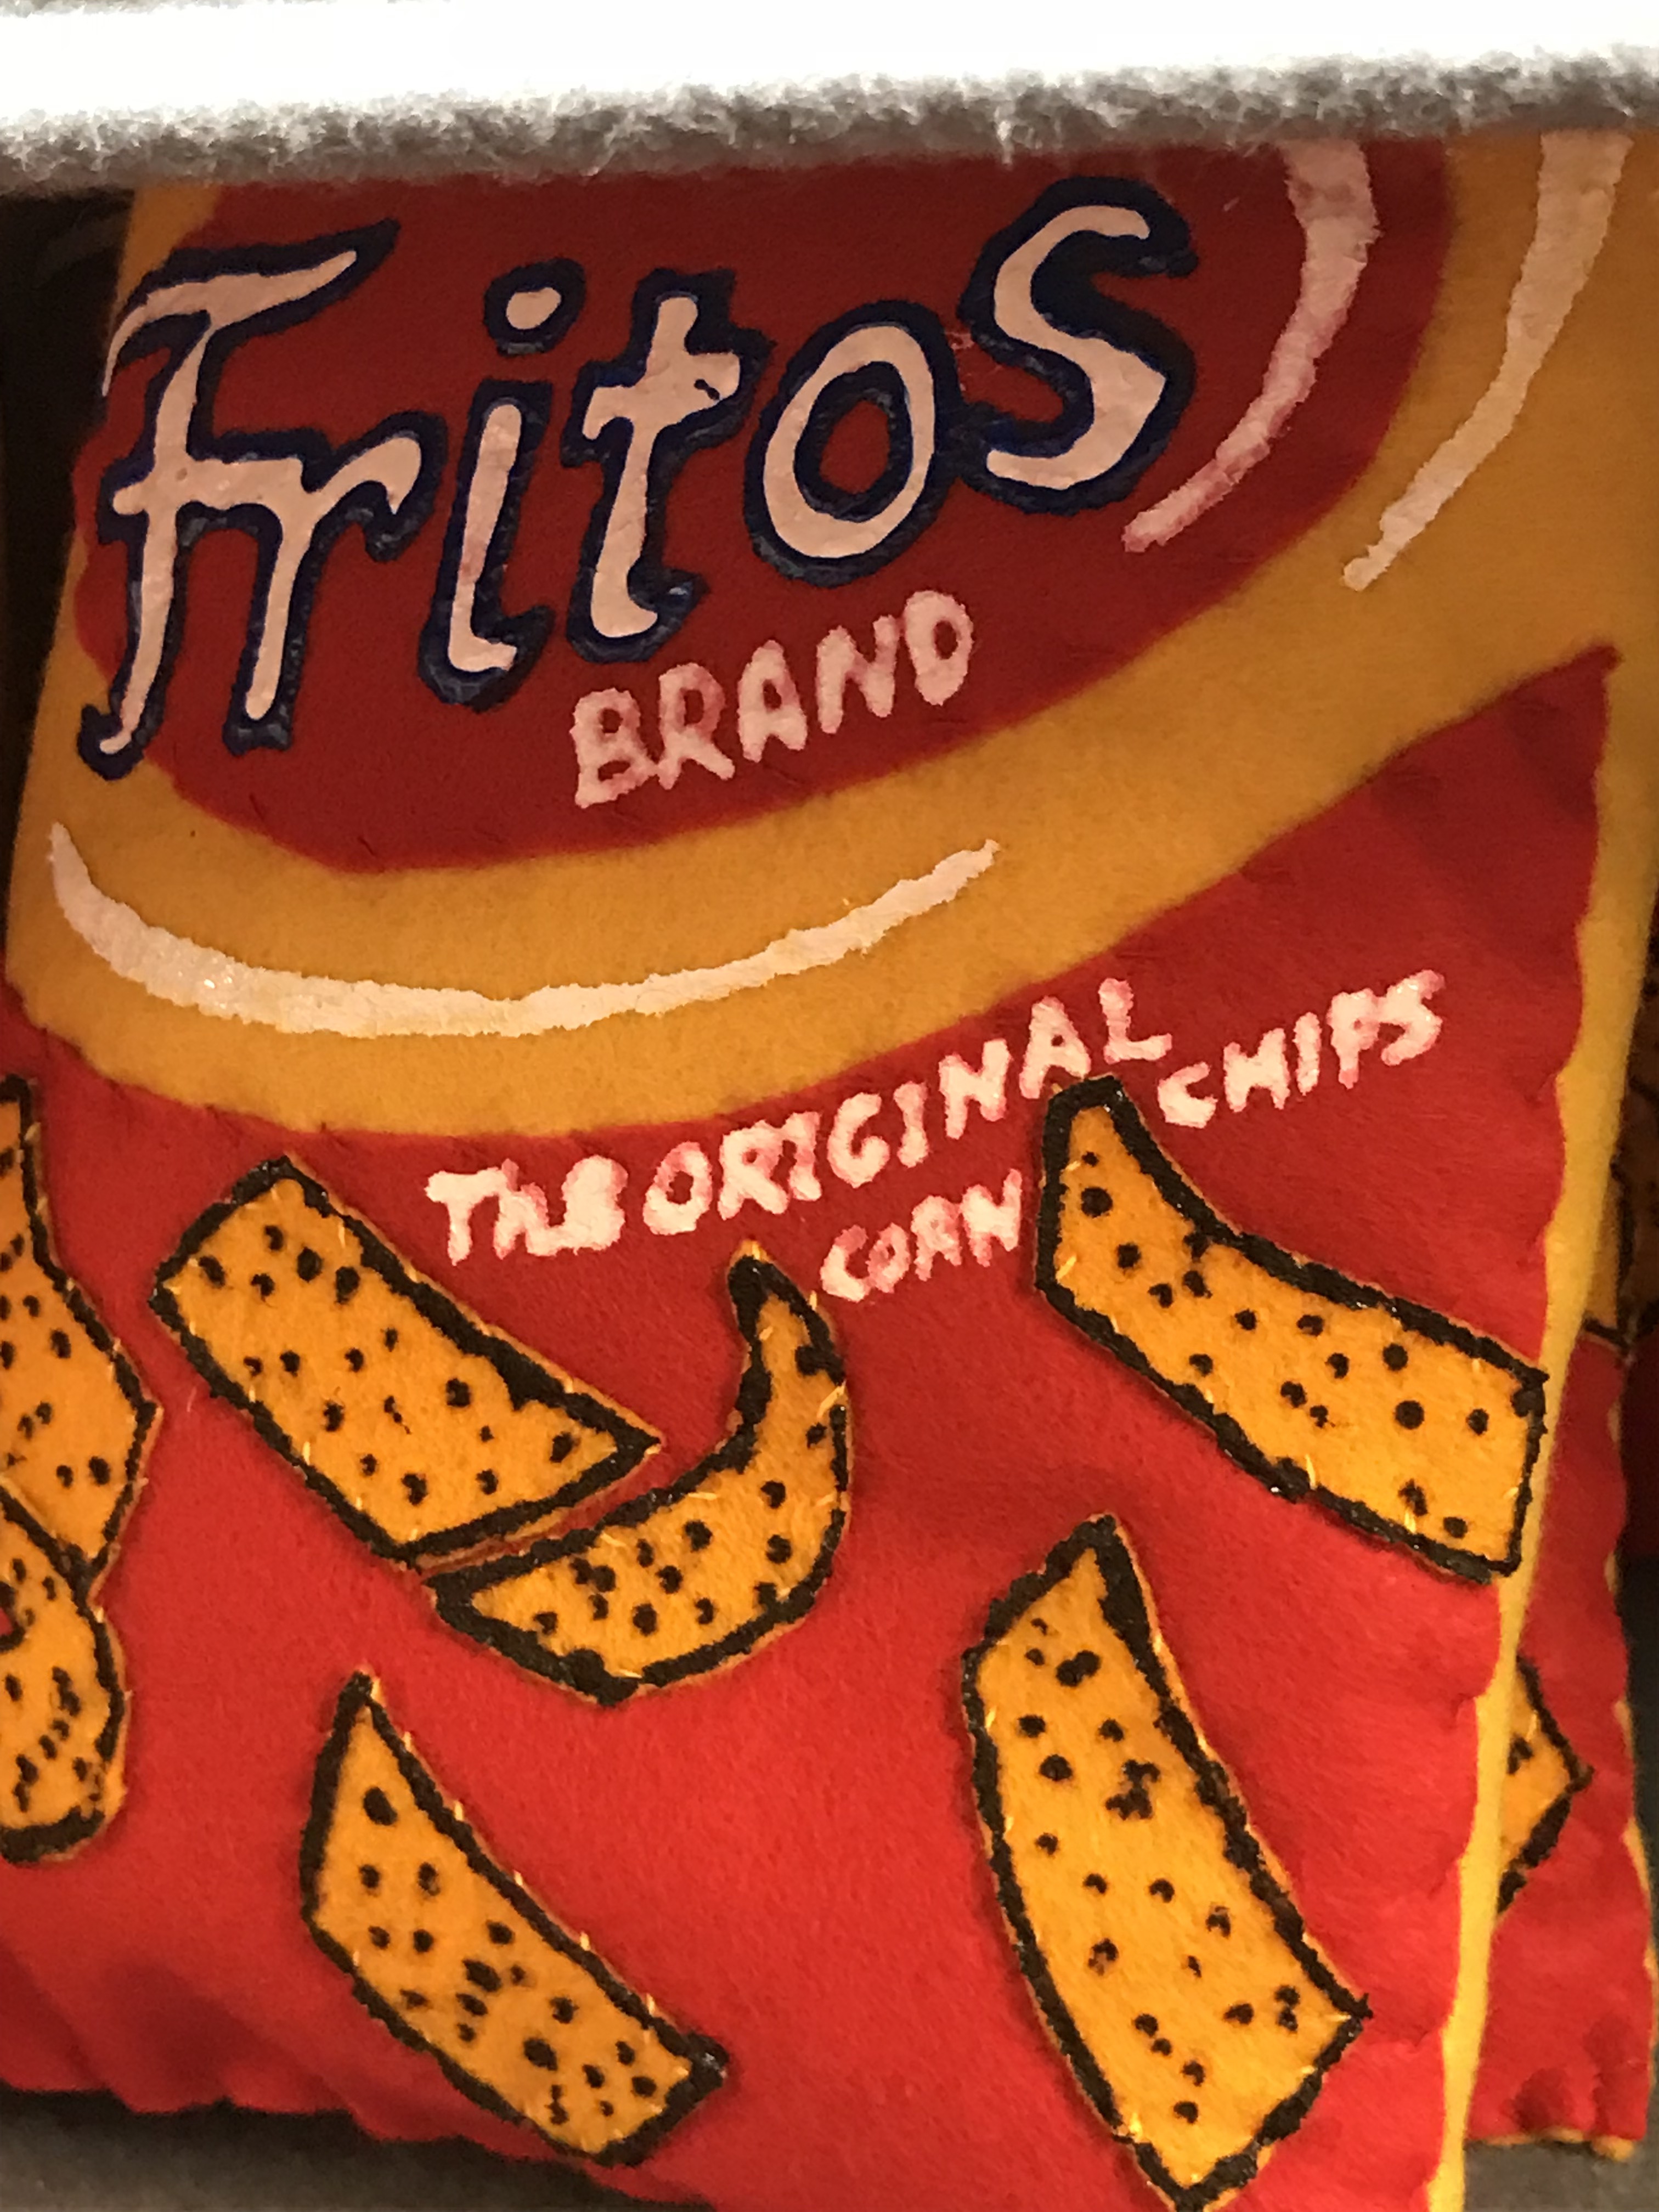 Fritos
BRAND
THE ORIGINAL
CORN CHIPS